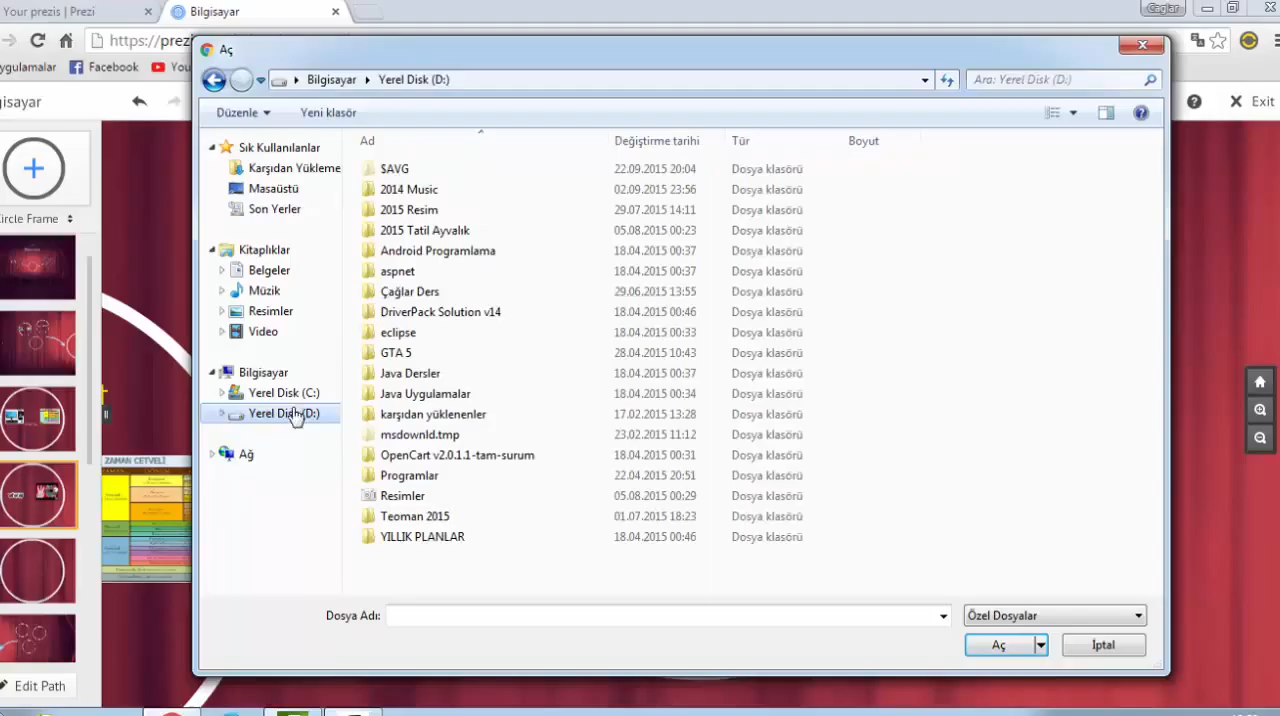 Your prezis | Prezi
Bilgisayar
Caglar
https://prez
ygulamalar
Facebook
You
gisayar
Exit
Aç
Bilgisayar
Yerel Disk (D:)
Ara: Yerel Disk (D:)
Düzenle
Yeni klasör
Sık Kullanılanlar
Karşıdan Yükleme
Masaüstü
Son Yerler
Kitaplıklar
Belgeler
Müzik
Resimler
Video
Bilgisayar
Yerel Disk (C:)
Yerel Disk (D:)
Ağ
Ad Değiştirme tarihi Tür Boyut
$AVG 22.09.2015 20:04 Dosya klasörü
2014 Music 02.09.2015 23:56 Dosya klasörü
2015 Resim 29.07.2015 14:11 Dosya klasörü
2015 Tatil Ayvalık 05.08.2015 00:23 Dosya klasörü
Android Programlama 18.04.2015 00:37 Dosya klasörü
aspnet 18.04.2015 00:37 Dosya klasörü
Çağlar Ders 29.06.2015 13:55 Dosya klasörü
DriverPack Solution v14 18.04.2015 00:46 Dosya klasörü
eclipse 18.04.2015 00:33 Dosya klasörü
GTA 5 28.04.2015 10:43 Dosya klasörü
Java Dersler 18.04.2015 00:37 Dosya klasörü
Java Uygulamalar 18.04.2015 00:34 Dosya klasörü
karşıdan yüklenenler 17.02.2015 13:28 Dosya klasörü
msdownld.tmp 23.02.2015 11:12 Dosya klasörü
OpenCart v2.0.1.1-tam-surum 18.04.2015 00:31 Dosya klasörü
Programlar 22.04.2015 20:51 Dosya klasörü
Resimler 05.08.2015 00:29 Dosya klasörü
Teoman 2015 01.07.2015 18:23 Dosya klasörü
YILLIK PLANLAR 18.04.2015 00:46 Dosya klasörü
Dosya Adı:
Özel Dosyalar
Aç
İptal
Circle Frame
ZAMAN CETVELİ
Edit Path